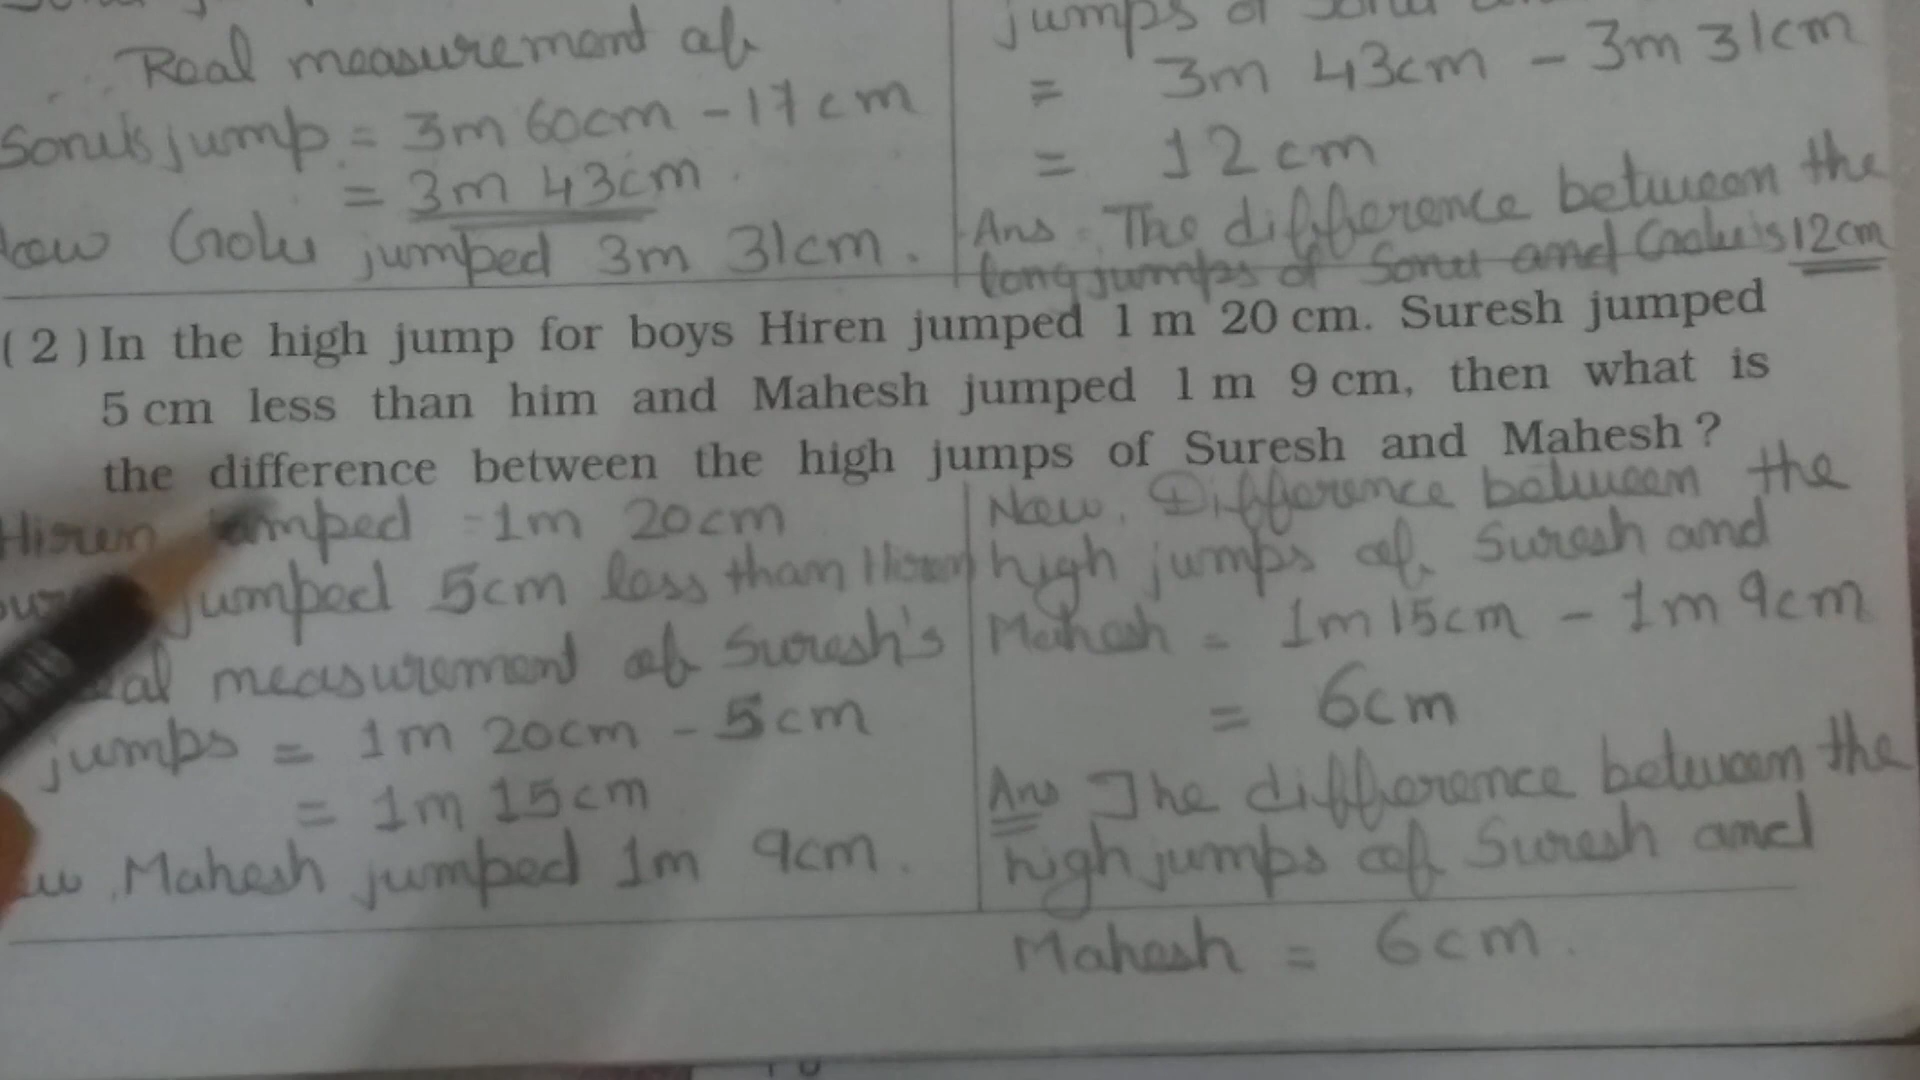 Real measurement of
Sonu's jump = 3m 60cm - 17cm
= 3m 43cm
Golu jumped 3m 31cm.
jumps of
= 3m 43cm - 3m 31cm
= 12cm
Ans. The difference between the
long jumps of Sonu and Golu is 12cm
(2) In the high jump for boys Hiren jumped 1 m 20 cm. Suresh jumped
5 cm less than him and Mahesh jumped 1 m 9 cm, then what is
the difference between the high jumps of Suresh and Mahesh ?
Hiren jumped - 1m 20cm
jumped 5cm less than Hiren
measurement of Suresh's
jumps = 1m 20cm - 5cm
= 1m 15cm
Mahesh jumped 1m 9cm.
Now, Difference between the
high jumps of Suresh and
Mahesh = 1m 15cm - 1m 9cm
= 6cm
Ans The difference between the
high jumps of Suresh and
Mahesh = 6cm.